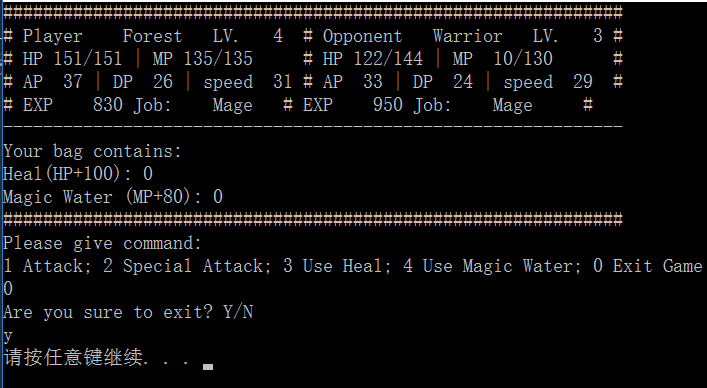 ##############################################################
# Player    Forest   LV.   4  # Opponent    Warrior   LV.   3 #
# HP 151/151 | MP 135/135     # HP 122/144 | MP  10/130      #
# AP  37 | DP  26 | speed  31 # AP  33 | DP  24 | speed  29  #
# EXP    830 Job:    Mage   # EXP    950 Job:    Mage     #
--------------------------------------------------------------
Your bag contains:
Heal(HP+100): 0
Magic Water (MP+80): 0
##############################################################
Please give command:
1 Attack; 2 Special Attack; 3 Use Heal; 4 Use Magic Water; 0 Exit Game
0
Are you sure to exit? Y/N
y
请按任意键继续. . .